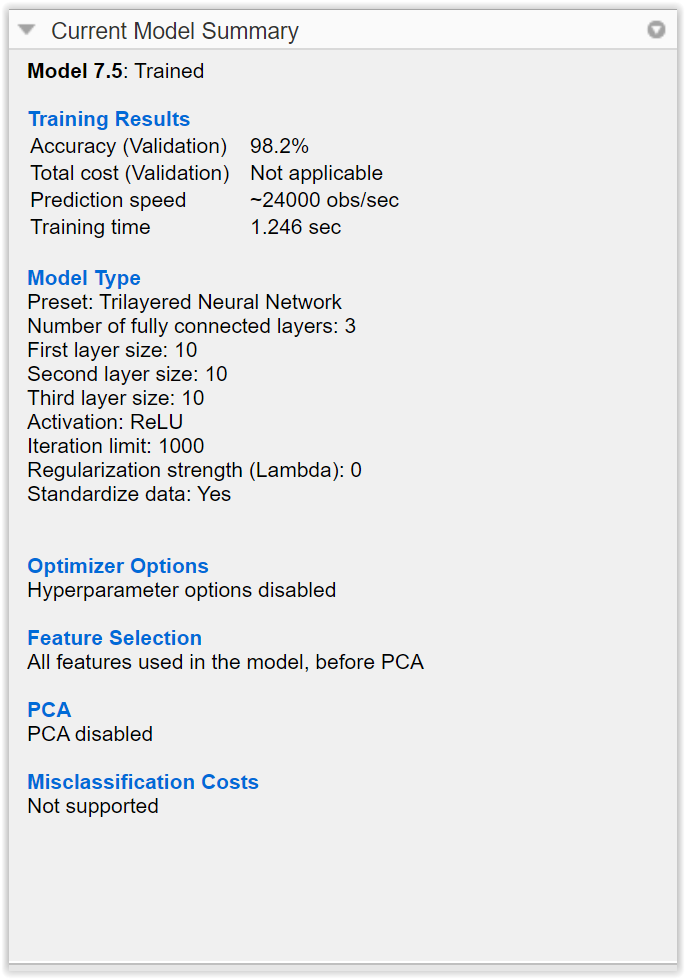 Current Model Summary
Model 7.5: Trained
Training Results
Accuracy (Validation) 98.2%
Total cost (Validation) Not applicable
Prediction speed ~24000 obs/sec
Training time 1.246 sec
Model Type
Preset: Trilayered Neural Network
Number of fully connected layers: 3
First layer size: 10
Second layer size: 10
Third layer size: 10
Activation: ReLU
Iteration limit: 1000
Regularization strength (Lambda): 0
Standardize data: Yes
Optimizer Options
Hyperparameter options disabled
Feature Selection
All features used in the model, before PCA
PCA
PCA disabled
Misclassification Costs
Not supported